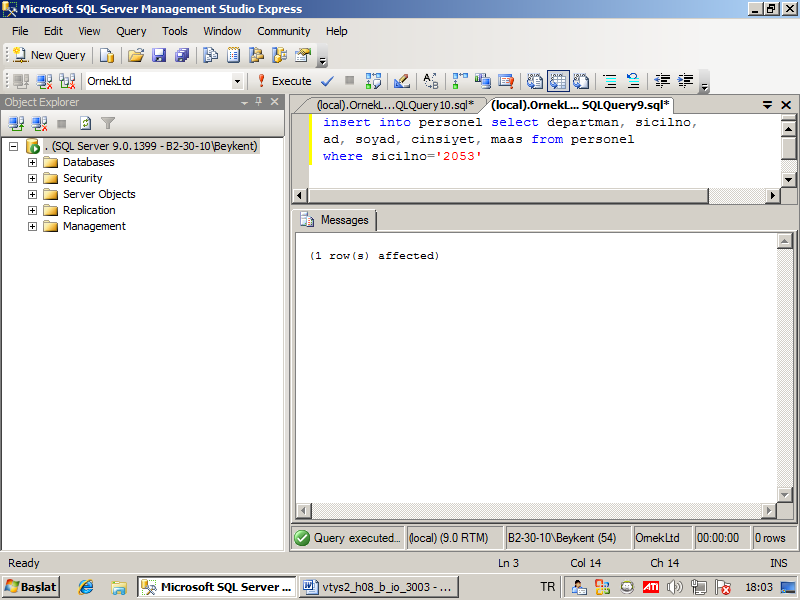 Microsoft SQL Server Management Studio Express
File Edit View Query Tools Window Community Help
New Query
OrnekLtd Execute
Object Explorer
(local).OrnekL...QLQuery10.sql* (local).OrnekL... SQLQuery9.sql*
. (SQL Server 9.0.1399 - B2-30-10\Beykent)
Databases
Security
Server Objects
Replication
Management
insert into personel select departman, sicilno,
ad, soyad, cinsiyet, maas from personel
where sicilno='2053'
Messages
(1 row(s) affected)
Query executed... (local) (9.0 RTM) B2-30-10\Beykent (54) OrnekLtd 00:00:00 0 rows
Ready Ln 3 Col 14 Ch 14 INS
Başlat Microsoft SQL Server ... vtys2_h08_b_io_3003 - ... TR ATI 18:03